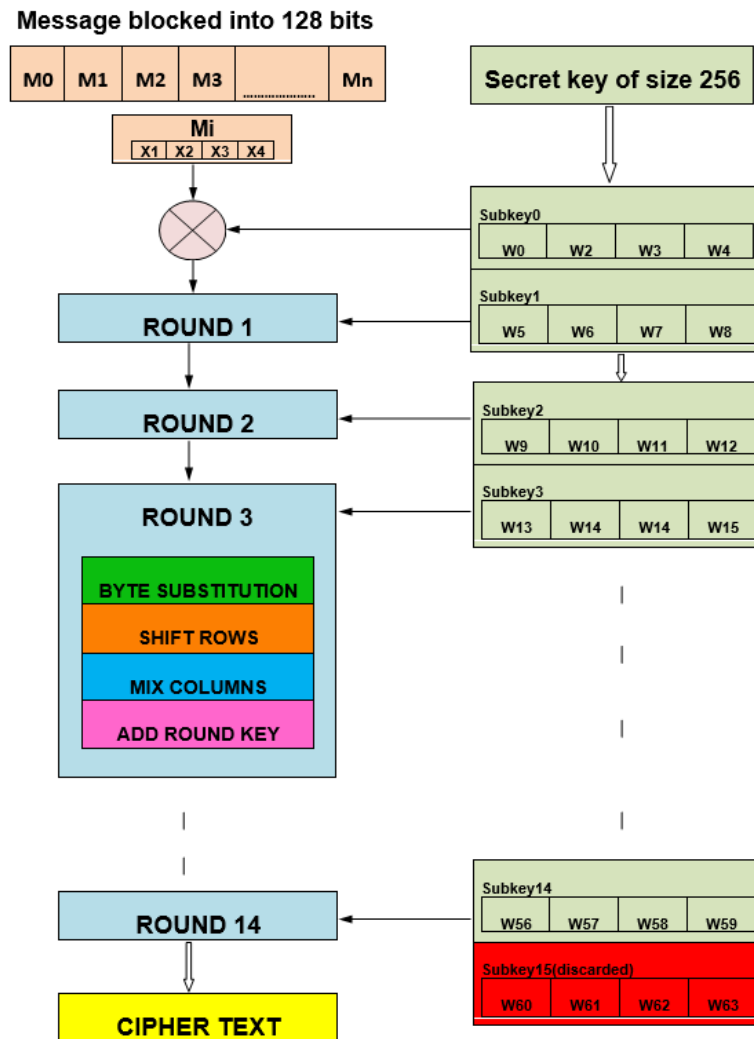 Message blocked into 128 bits
M0 M1 M2 M3 ................... Mn
Mi
X1 X2 X3 X4
Secret key of size 256
Subkey0
W0 W2 W3 W4
Subkey1
W5 W6 W7 W8
ROUND 1
Subkey2
W9 W10 W11 W12
ROUND 2
Subkey3
W13 W14 W14 W15
ROUND 3
BYTE SUBSTITUTION
SHIFT ROWS
MIX COLUMNS
ADD ROUND KEY
Subkey14
W56 W57 W58 W59
ROUND 14
Subkey15(discarded)
W60 W61 W62 W63
CIPHER TEXT